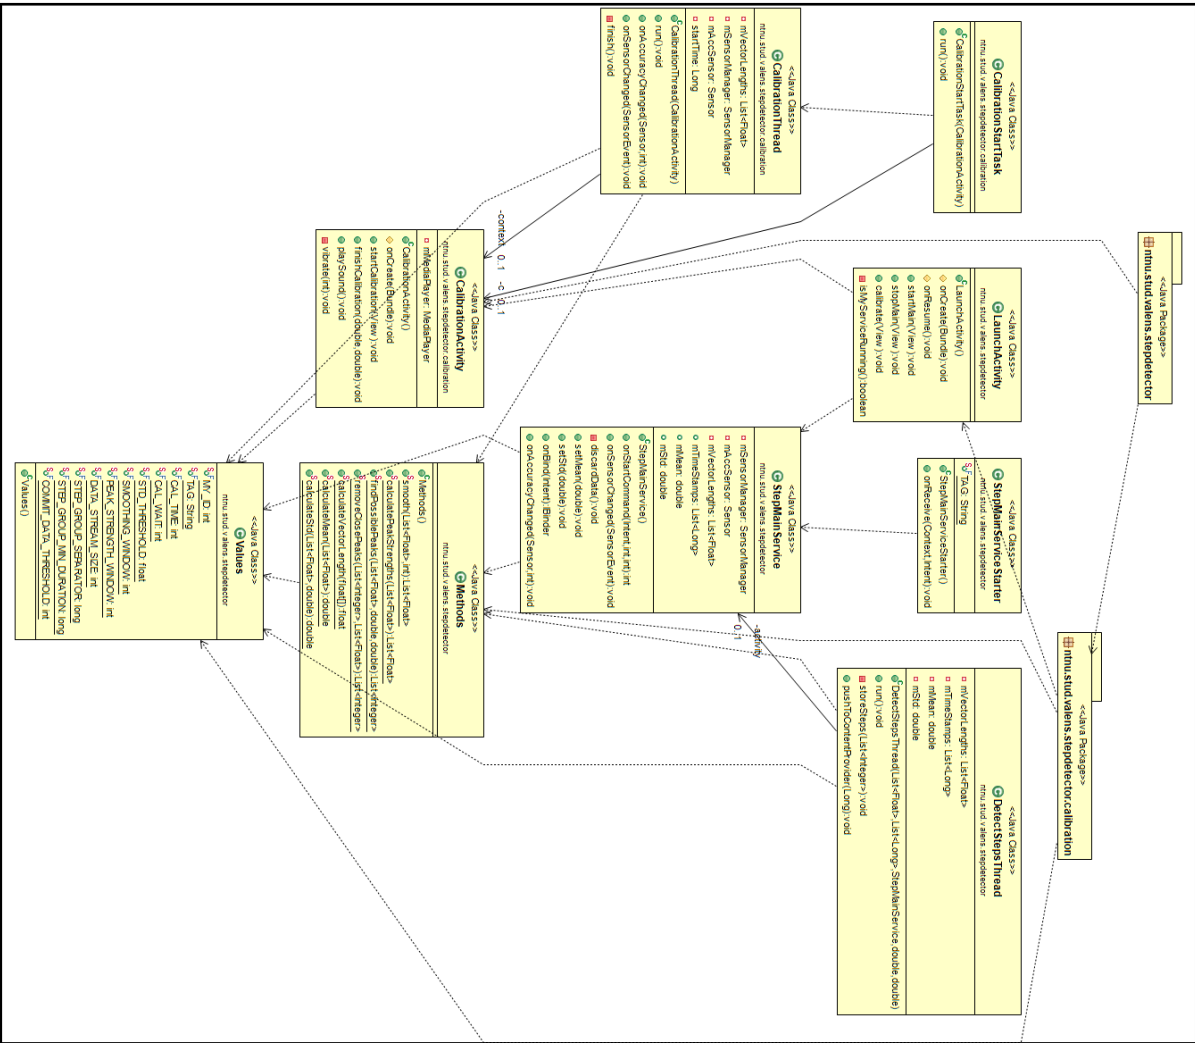 <<Java Package>>
ntnu.stud.valens.stepdetector
<<Java Package>>
ntnu.stud.valens.stepdetector.calibration
<<Java Class>>
CalibrationStartTask
ntnu.stud.valens.stepdetector.calibration
CalibrationStartTask(CalibrationActivity)
run():void
<<Java Class>>
LaunchActivity
ntnu.stud.valens.stepdetector
LaunchActivity()
onCreate(Bundle):void
onResume():void
startMain(View):void
stopMain(View):void
calibrate(View):void
isMyServiceRunning():boolean
<<Java Class>>
StepMainServiceStarter
ntnu.stud.valens.stepdetector
TAG: String
StepMainServiceStarter()
onReceive(Context,Intent):void
<<Java Class>>
DetectStepsThread
ntnu.stud.valens.stepdetector
mVectorLengths: List<Float>
mTimeStamps: List<Long>
mMean: double
mStd: double
DetectStepsThread(List<Float>,List<Long>,StepMainService,double,double)
run():void
storeSteps(List<Integer>):void
pushToContentProvider(Long):void
<<Java Class>>
CalibrationThread
ntnu.stud.valens.stepdetector.calibration
mVectorLengths: List<Float>
mSensorManager: SensorManager
mAccSensor: Sensor
startTime: Long
CalibrationThread(CalibrationActivity)
run():void
onAccuracyChanged(Sensor,int):void
onSensorChanged(SensorEvent):void
finish():void
<<Java Class>>
StepMainService
ntnu.stud.valens.stepdetector
mSensorManager: SensorManager
mAccSensor: Sensor
mVectorLengths: List<Float>
mTimeStamps: List<Long>
mMean: double
mStd: double
StepMainService()
onStartCommand(Intent,int,int):int
onSensorChanged(SensorEvent):void
discardData():void
setMean(double):void
setStd(double):void
onBind(Intent):IBinder
onAccuracyChanged(Sensor,int):void
-activity
0..1
-context 0..1 -c 0..1
<<Java Class>>
CalibrationActivity
ntnu.stud.valens.stepdetector.calibration
mMediaPlayer: MediaPlayer
CalibrationActivity()
onCreate(Bundle):void
startCalibration(View):void
finishCalibration(double,double):void
playSound():void
vibrate(int):void
<<Java Class>>
Methods
ntnu.stud.valens.stepdetector
Methods()
smooth(List<Float>,int):List<Float>
calculatePeakStrengths(List<Float>):List<Float>
findPossiblePeaks(List<Float>,double,double):List<Integer>
removeClosePeaks(List<Integer>,List<Float>):List<Integer>
calculateVectorLength(float[]):float
calculateMean(List<Float>):double
calculateStd(List<Float>,double):double
<<Java Class>>
Values
ntnu.stud.valens.stepdetector
MY_ID: int
TAG: String
CAL_TIME: int
CAL_WAIT: int
STD_THRESHOLD: float
SMOOTHING_WINDOW: int
PEAK_STRENGTH_WINDOW: int
DATA_STREAM_SIZE: int
STEP_GROUP_SEPARATOR: long
STEP_GROUP_MIN_DURATION: long
COMMIT_DATA_THRESHOLD: int
Values()